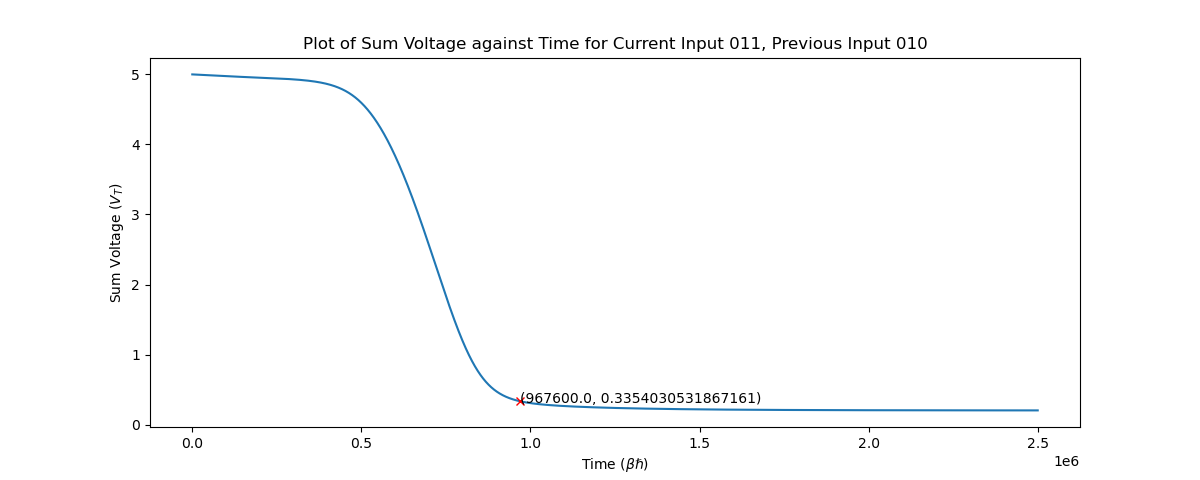 Plot of Sum Voltage against Time for Current Input 011, Previous Input 010
Sum Voltage (V_T)
5
4
3
2
1
0
(967600.0, 0.3354030531867161)
0.0 0.5 1.0 1.5 2.0 2.5
1e6
Time (βℏ)